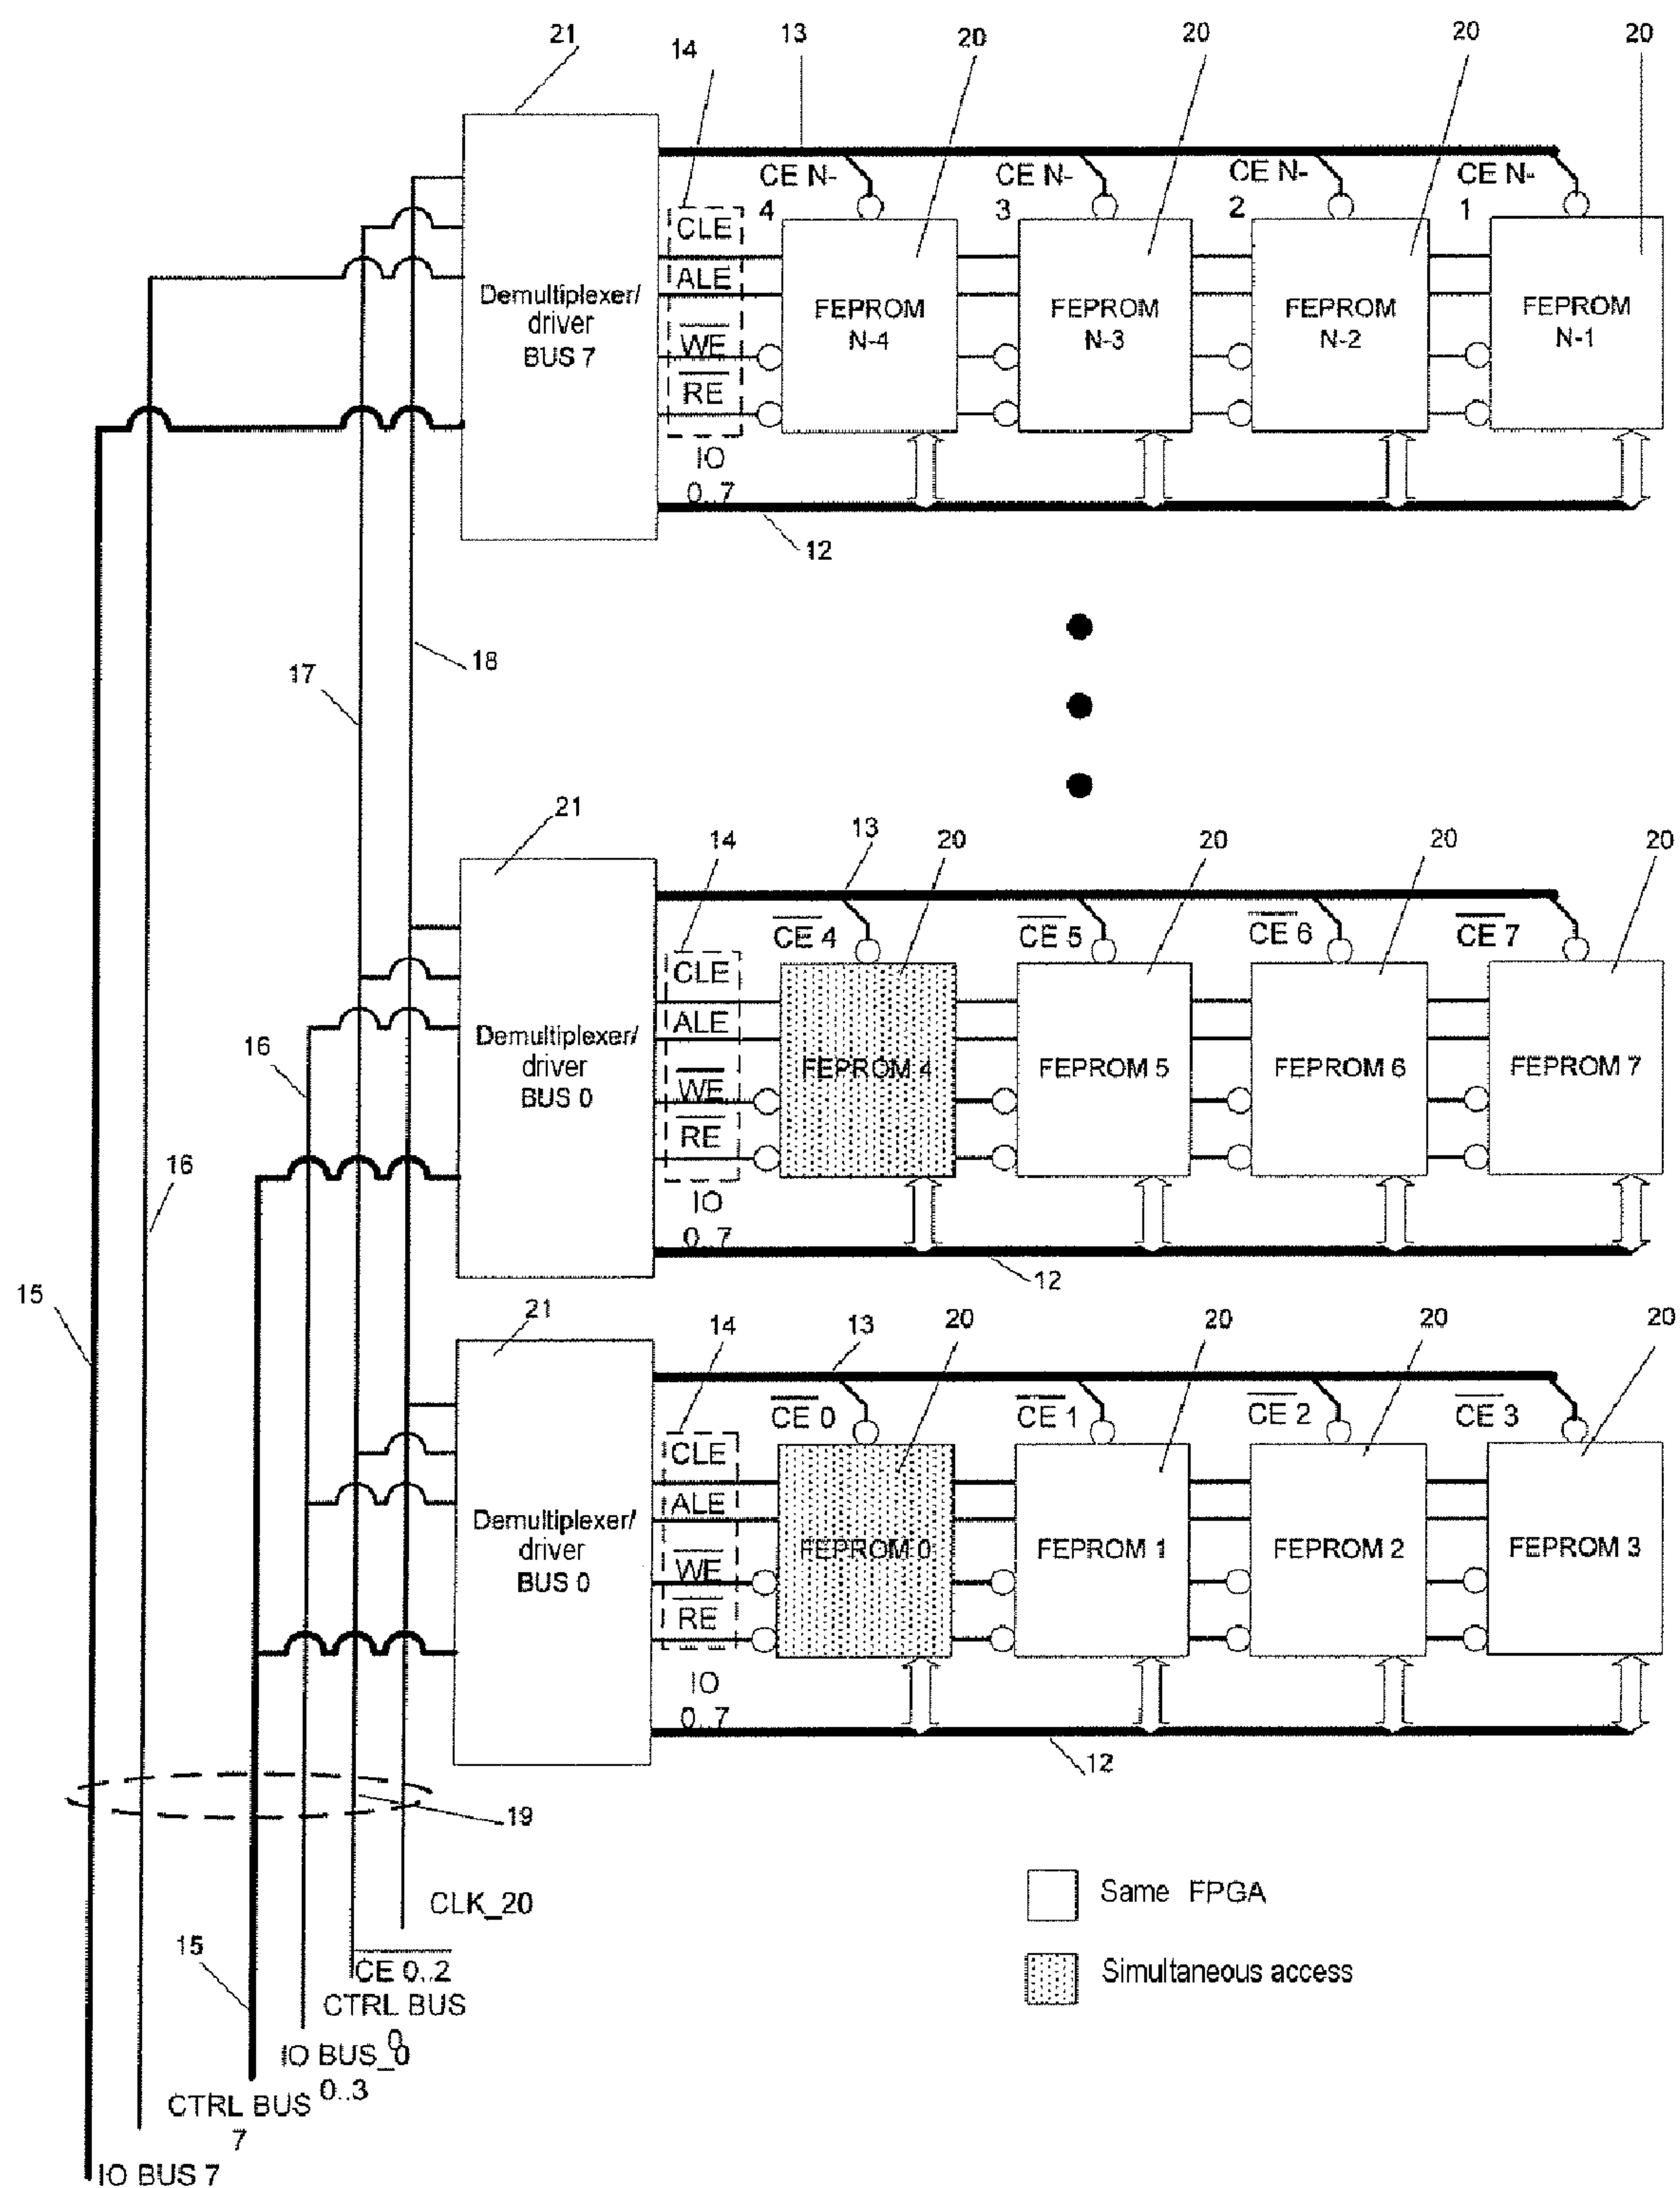 21
14
13
20
20
20
20
CE N-
4
CE N-
3
CE N-
2
CE N-
1
CLE
ALE
WE
RE
IO
0..7
Demultiplexer/
driver
BUS 7
FEPROM
N-4
FEPROM
N-3
FEPROM
N-2
FEPROM
N-1
12
17
18
21
14
13
20
20
20
20
CE 4
CE 5
CE 6
CE 7
CLE
ALE
WE
RE
IO
0..7
Demultiplexer/
driver
BUS 0
FEPROM 4
FEPROM 5
FEPROM 6
FEPROM 7
16
16
12
15
21
14
13
20
20
20
20
CE 0
CE 1
CE 2
CE 3
CLE
ALE
WE
RE
IO
0..7
Demultiplexer/
driver
BUS 0
FEPROM 0
FEPROM 1
FEPROM 2
FEPROM 3
12
19
CLK_20
15
CE 0..2
CTRL BUS
0
IO BUS_0
0..3
CTRL BUS
7
IO BUS 7
Same FPGA
Simultaneous access